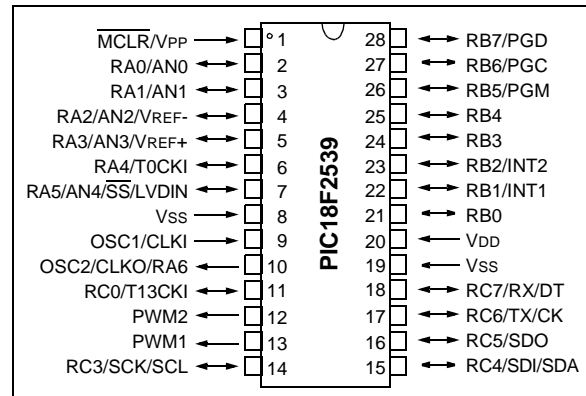 M̅C̅L̅R̅/VPP 1 28 RB7/PGD
RA0/AN0 2 27 RB6/PGC
RA1/AN1 3 26 RB5/PGM
RA2/AN2/VREF- 4 25 RB4
RA3/AN3/VREF+ 5 24 RB3
RA4/T0CKI 6 23 RB2/INT2
RA5/AN4/S̅S̅/LVDIN 7 22 RB1/INT1
VSS 8 21 RB0
OSC1/CLKI 9 20 VDD
OSC2/CLKO/RA6 10 19 VSS
RC0/T13CKI 11 18 RC7/RX/DT
PWM2 12 17 RC6/TX/CK
PWM1 13 16 RC5/SDO
RC3/SCK/SCL 14 15 RC4/SDI/SDA
PIC18F2539